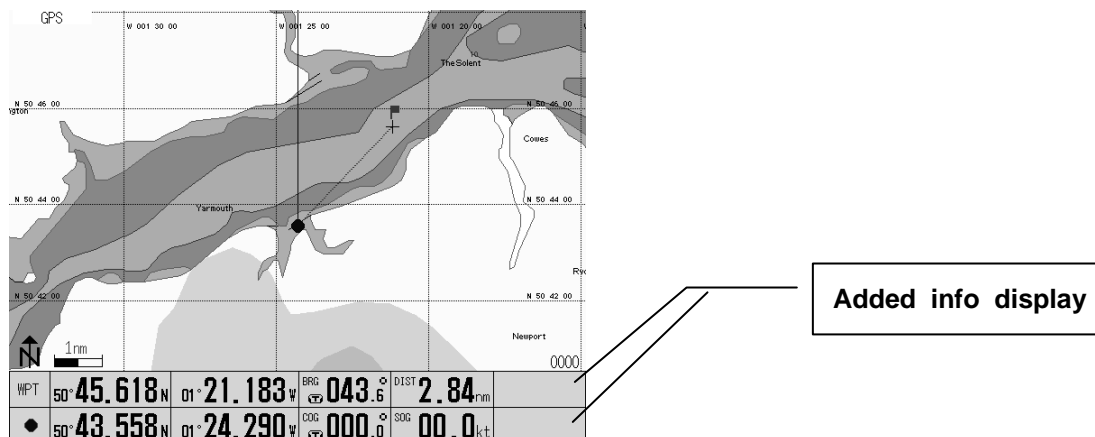 GPS
W 001 30 00
W 001 25 00
W 001 20 00
10
The Solent
N 50 46 00
N 50 46 00
ngton
Cowes
N 50 44 00
N 50 44 00
Yarmouth
N 50 42 00
N 50 42 00
Newport
N
1nm
0000
WPT 50°45.618N 01°21.183W BRG T 043.6° DIST 2.84nm
50°43.558N 01°24.290W COG T 000.0° SOG 00.0kt
Added info display